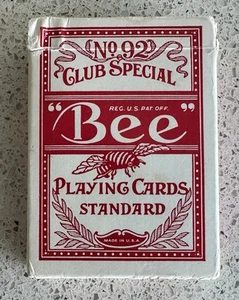 No. 92
CLUB SPECIAL
REG. U.S. PAT. OFF.
"Bee"
PLAYING CARDS
STANDARD
MADE IN U.S.A.